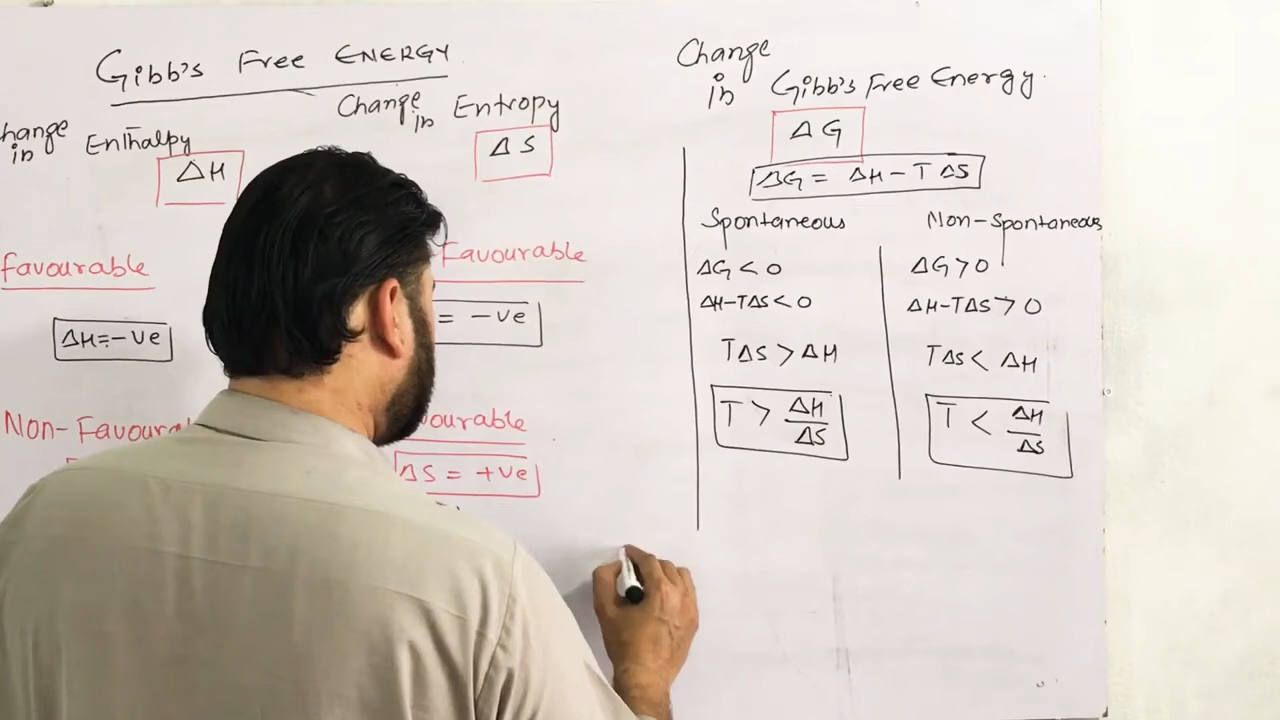 Gibb's Free ENERGY
Change in Enthalpy
ΔH
Change in Entropy
ΔS
favourable
ΔH=-ve
Favourable
= -ve
Non-Favoura
vourable
ΔS = +ve
Change in Gibb's Free Energy.
ΔG
ΔG = ΔH - TΔS
Spontaneous
ΔG < 0
ΔH-TΔS < 0
TΔS > ΔH
T > ΔH/ΔS
Non-Spontaneous
ΔG > 0
ΔH-TΔS > 0
TΔS < ΔH
T < ΔH/ΔS